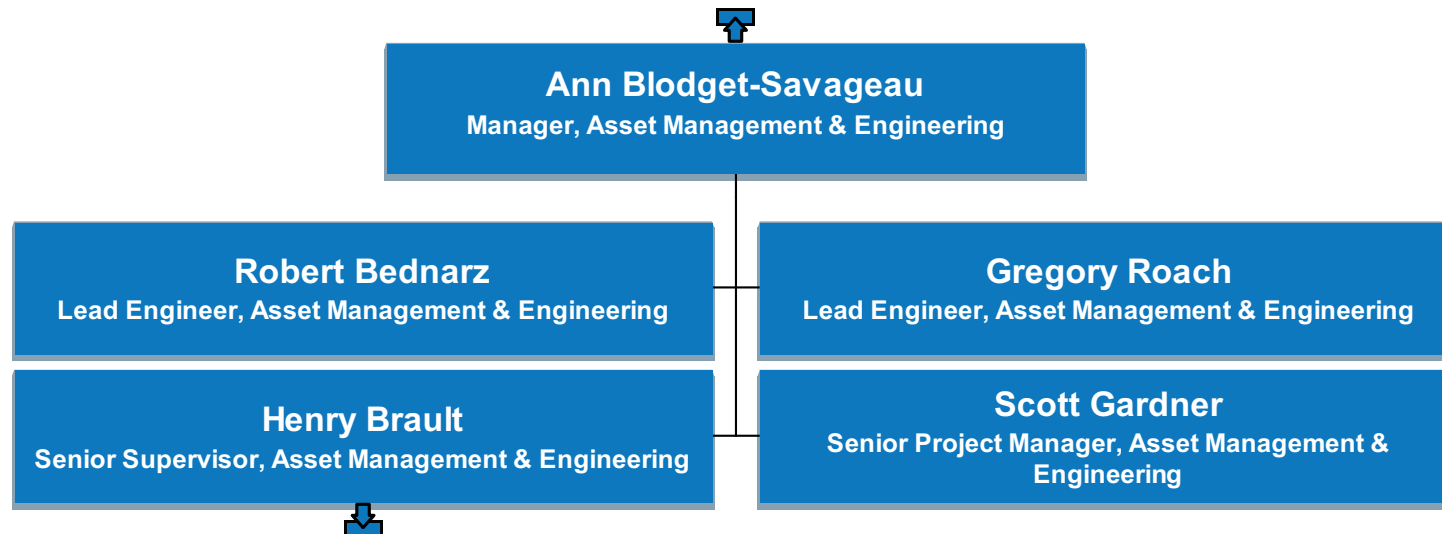 Ann Blodget-Savageau
Manager, Asset Management & Engineering
Robert Bednarz
Lead Engineer, Asset Management & Engineering
Gregory Roach
Lead Engineer, Asset Management & Engineering
Henry Brault
Senior Supervisor, Asset Management & Engineering
Scott Gardner
Senior Project Manager, Asset Management &
Engineering